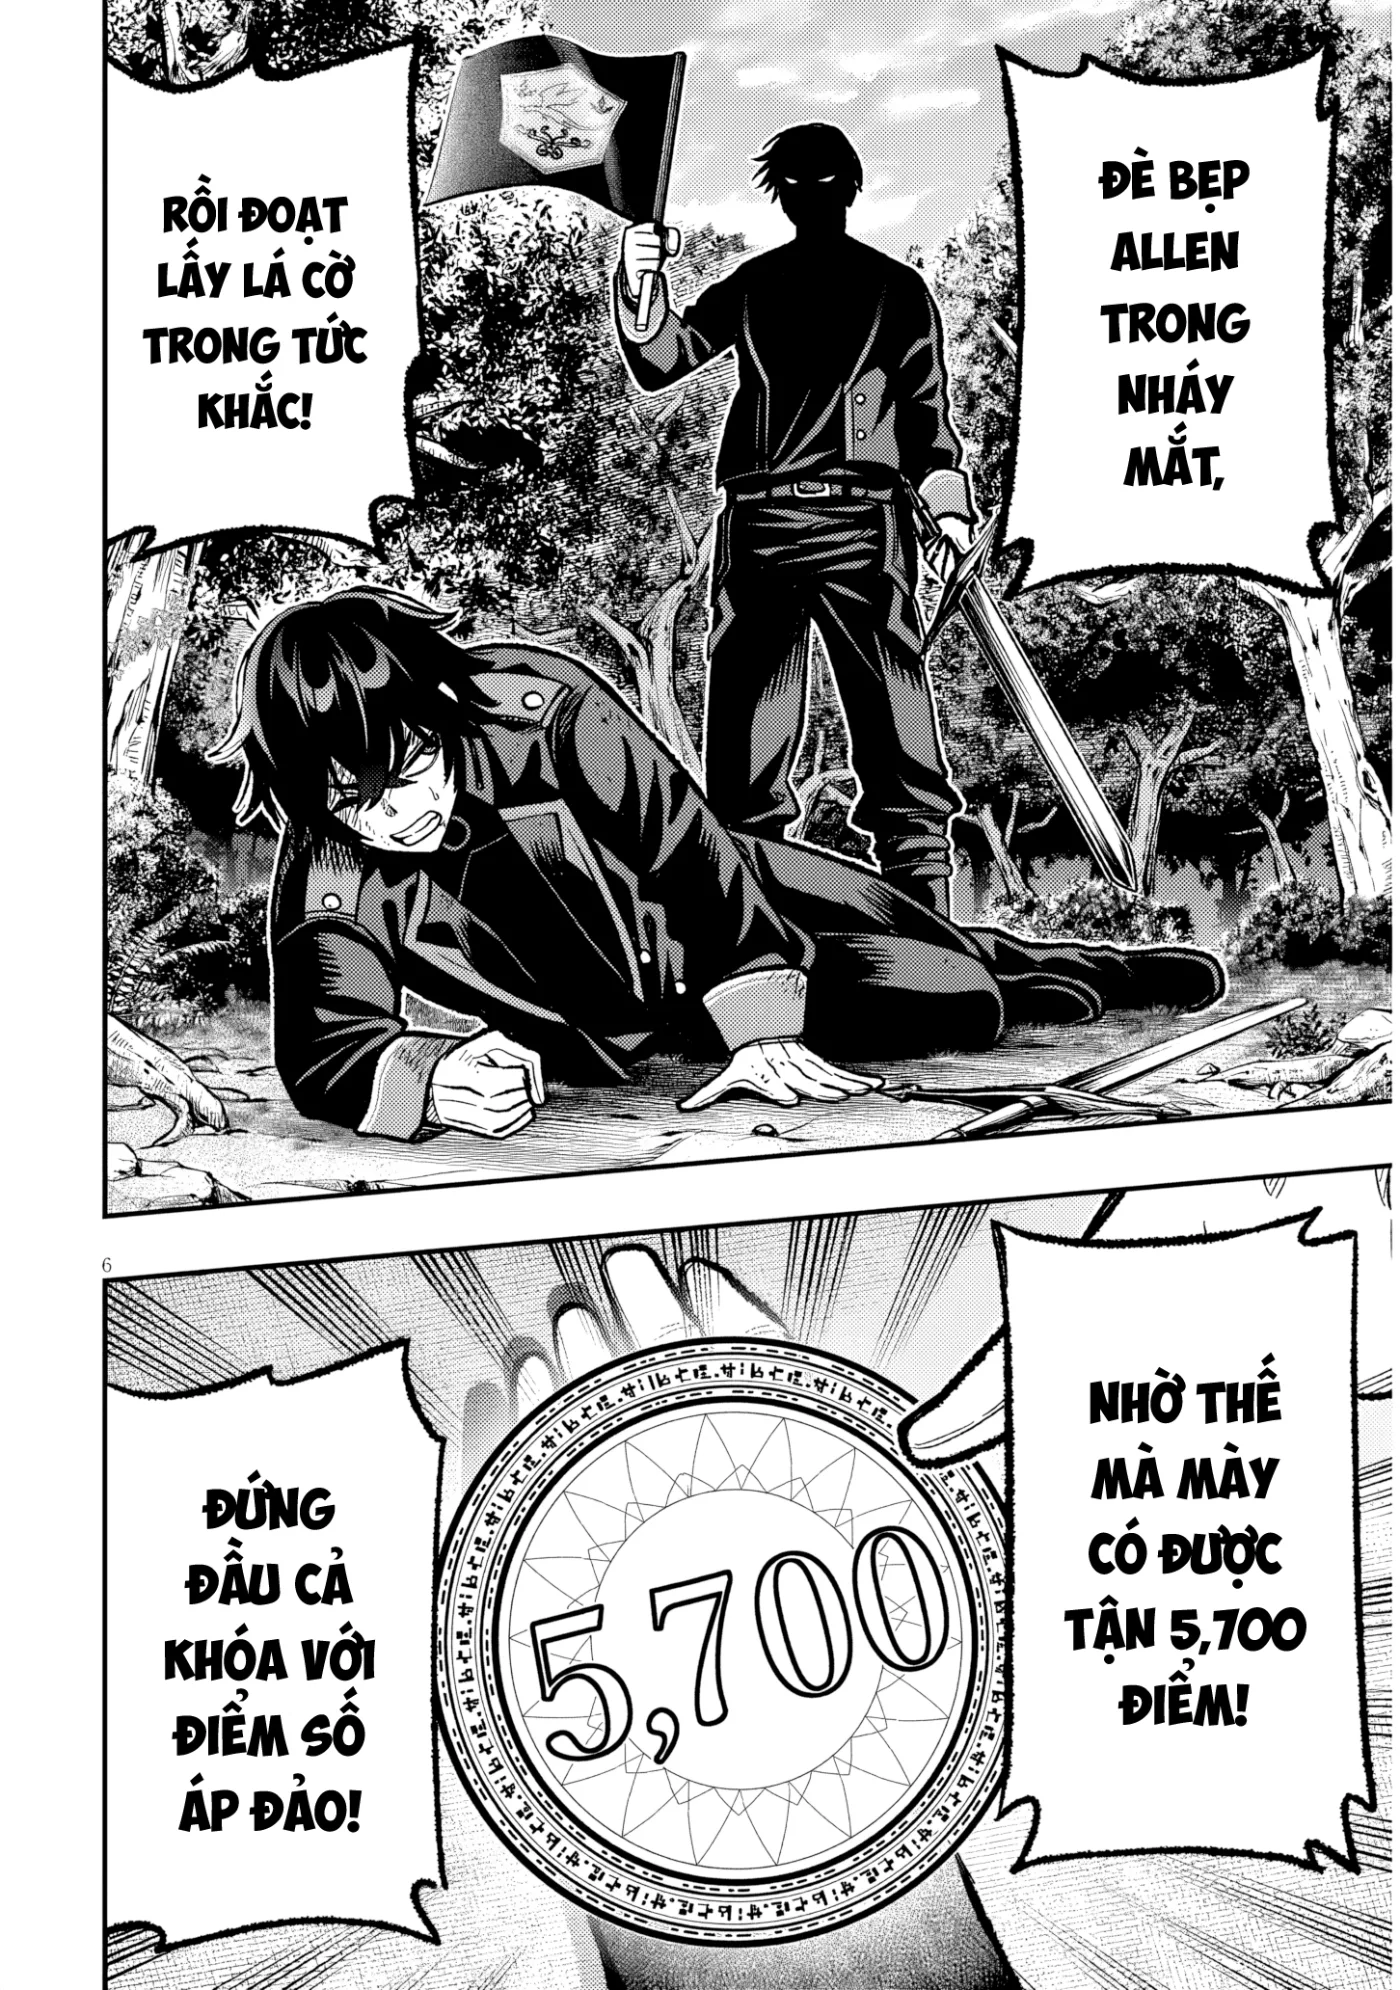 ĐÈ BẸP
ALLEN
TRONG
NHÁY
MẮT,
RỒI ĐOẠT
LẤY LÁ CỜ
TRONG TỨC
KHẮC!
6
NHỜ THẾ
MÀ MÀY
CÓ ĐƯỢC
TẬN 5,700
ĐIỂM!
5,700
ĐỨNG
ĐẦU CẢ
KHÓA VỚI
ĐIỂM SỐ
ÁP ĐẢO!